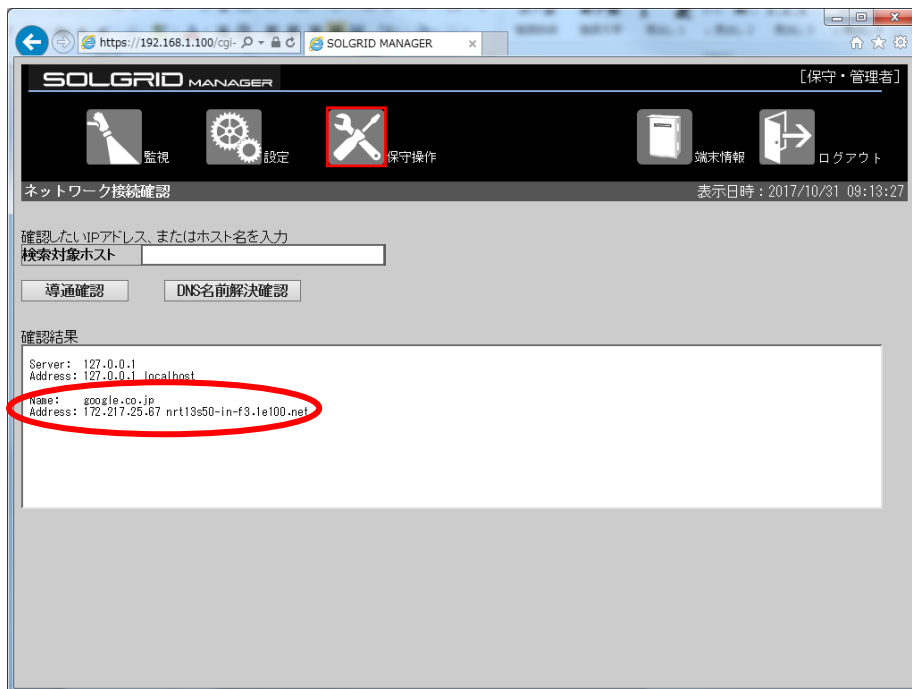 https://192.168.1.100/cgi-
SOLGRID MANAGER
SOLGRID MANAGER
[保守・管理者]
監視
設定
保守操作
端末情報
ログアウト
ネットワーク接続確認
表示日時：2017/10/31 09:13:27
確認したいIPアドレス、またはホスト名を入力
検索対象ホスト
導通確認
DNS名前解決確認
確認結果
Server: 127.0.0.1
Address: 127.0.0.1 localhost
Name: google.co.jp
Address: 172.217.25.67 nrt13s50-in-f3.1e100.net